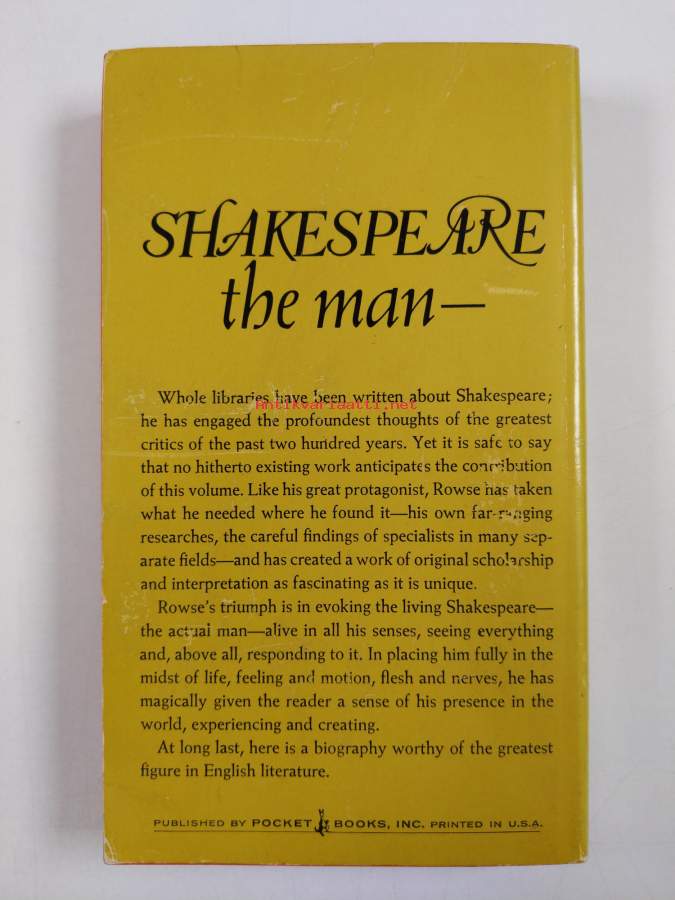 SHAKESPEARE
the man—
Whole libraries have been written about Shakespeare;
Antikvariaatti.net
he has engaged the profoundest thoughts of the greatest
critics of the past two hundred years. Yet it is safe to say
that no hitherto existing work anticipates the contribution
of this volume. Like his great protagonist, Rowse has taken
what he needed where he found it—his own far-ranging
researches, the careful findings of specialists in many sep-
arate fields—and has created a work of original scholarship
and interpretation as fascinating as it is unique.
Rowse's triumph is in evoking the living Shakespeare—
the actual man—alive in all his senses, seeing everything
and, above all, responding to it. In placing him fully in the
midst of life, feeling and motion, flesh and nerves, he has
magically given the reader a sense of his presence in the
world, experiencing and creating.
At long last, here is a biography worthy of the greatest
figure in English literature.
PUBLISHED BY POCKET BOOKS, INC. PRINTED IN U.S.A.